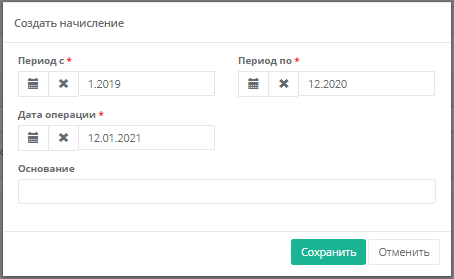 Создать начисление
Период с *
Период по *
1.2019
12.2020
Дата операции *
12.01.2021
Основание
Сохранить
Отменить